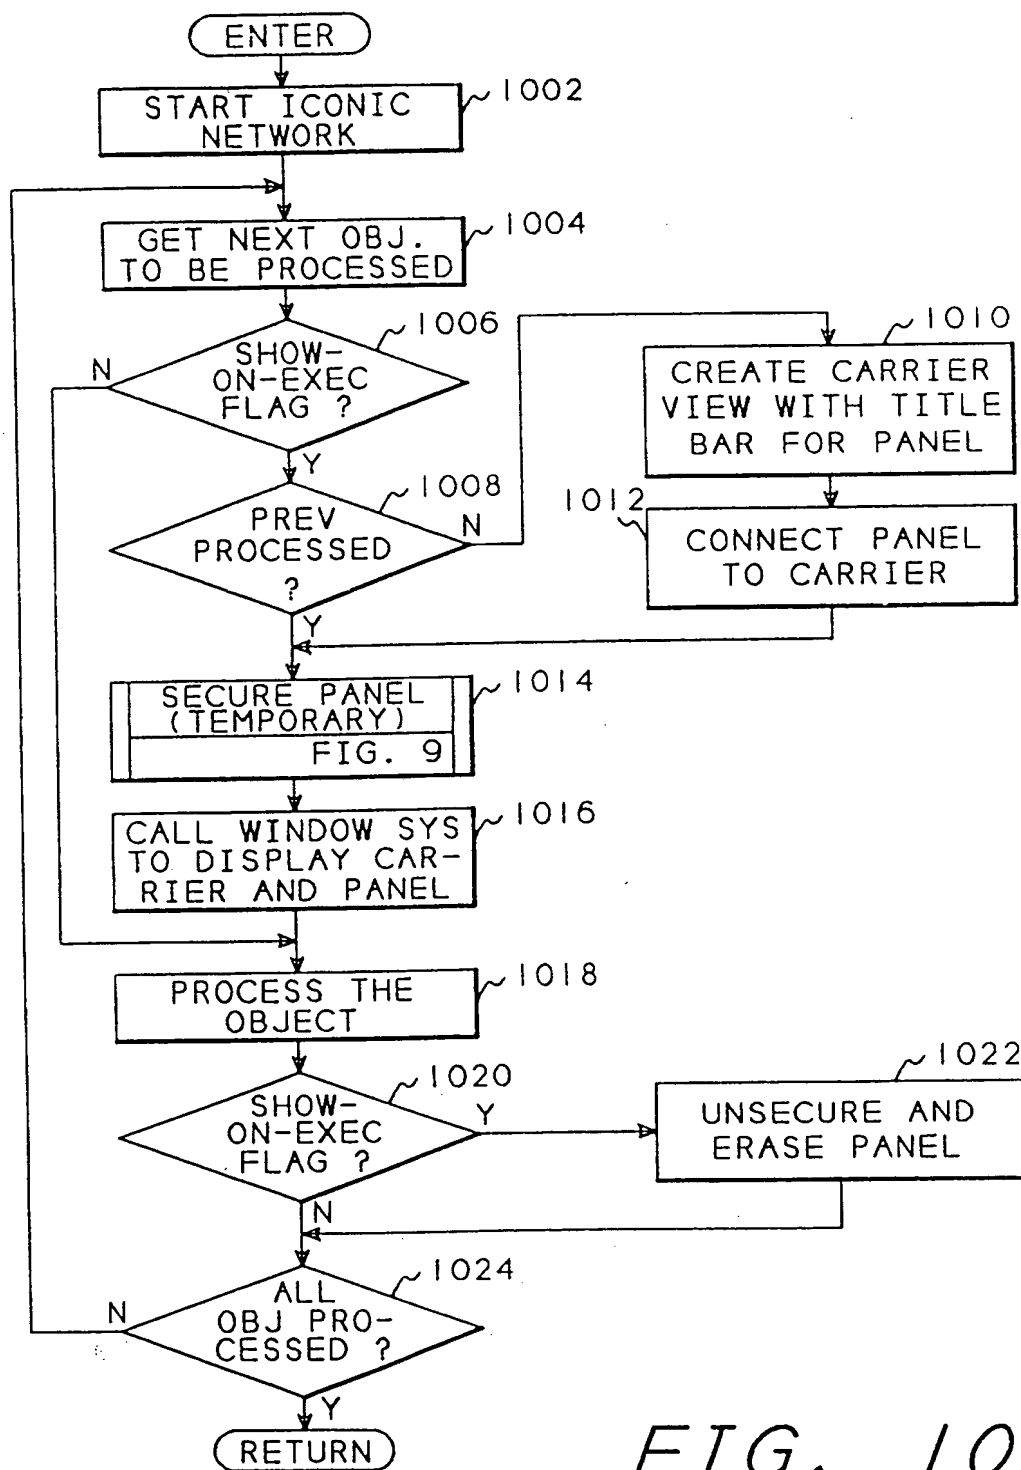 ENTER
START ICONIC
NETWORK
1002
GET NEXT OBJ.
TO BE PROCESSED
1004
SHOW-
ON-EXEC
FLAG ?
1006
N
Y
PREV
PROCESSED
?
1008
N
Y
CREATE CARRIER
VIEW WITH TITLE
BAR FOR PANEL
1010
CONNECT PANEL
TO CARRIER
1012
SECURE PANEL
(TEMPORARY)
FIG. 9
1014
CALL WINDOW SYS
TO DISPLAY CAR-
RIER AND PANEL
1016
PROCESS THE
OBJECT
1018
SHOW-
ON-EXEC
FLAG ?
1020
Y
N
UNSECURE AND
ERASE PANEL
1022
ALL
OBJ PRO-
CESSED ?
1024
N
Y
RETURN
FIG. 10